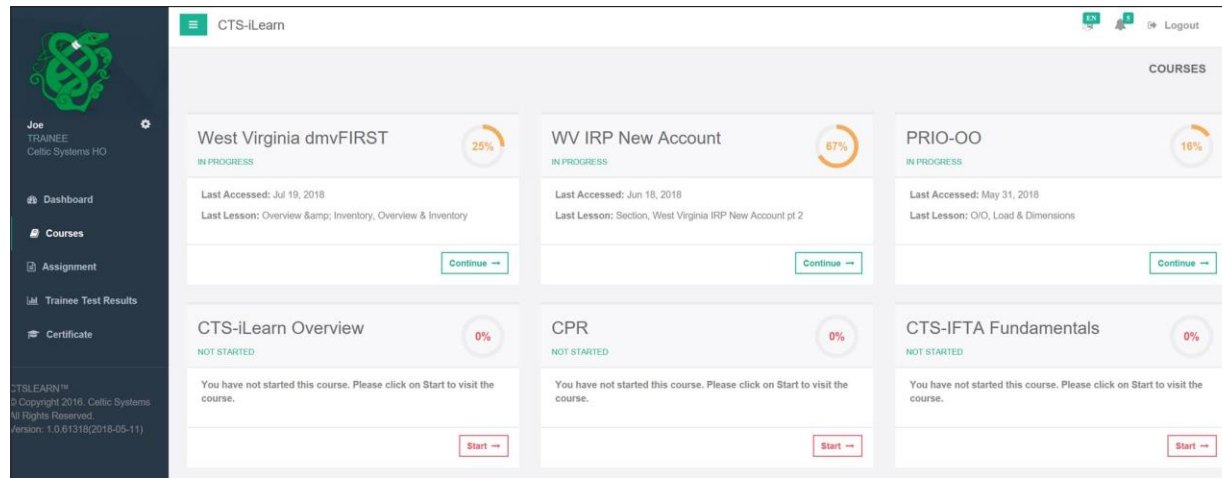 CTS-iLearn
EN
5
Logout
COURSES
Joe
TRAINEE
Celtic Systems HO
Dashboard
Courses
Assignment
Trainee Test Results
Certificate
CTSLEARN™
© Copyright 2016. Celtic Systems
All Rights Reserved.
Version: 1.0.61318(2018-05-11)
West Virginia dmvFIRST
25%
IN PROGRESS
Last Accessed: Jul 19, 2018
Last Lesson: Overview &amp; Inventory, Overview & Inventory
Continue →
WV IRP New Account
67%
IN PROGRESS
Last Accessed: Jun 18, 2018
Last Lesson: Section, West Virginia IRP New Account pt 2
Continue →
PRIO-OO
16%
IN PROGRESS
Last Accessed: May 31, 2018
Last Lesson: O/O, Load & Dimensions
Continue →
CTS-iLearn Overview
0%
NOT STARTED
You have not started this course. Please click on Start to visit the
course.
Start →
CPR
0%
NOT STARTED
You have not started this course. Please click on Start to visit the
course.
Start →
CTS-IFTA Fundamentals
0%
NOT STARTED
You have not started this course. Please click on Start to visit the
course.
Start →